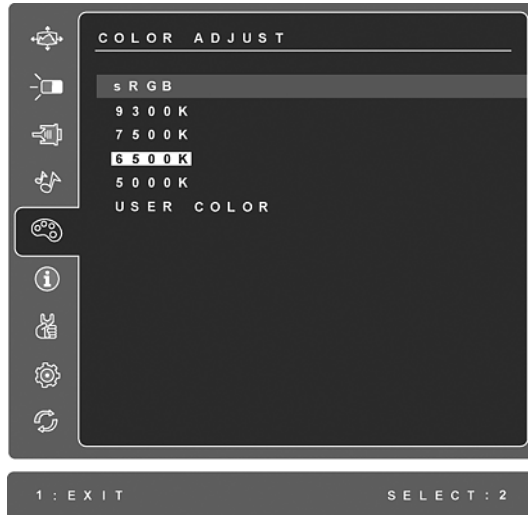 COLOR ADJUST
sRGB
9300K
7500K
6500K
5000K
USER COLOR
1:EXIT SELECT:2